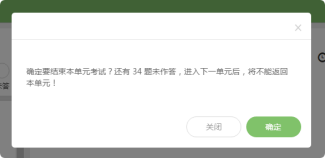 ×
确定要结束本单元考试？还有 34 题未作答，进入下一单元后，将不能返回
本单元！
答
关闭
确定